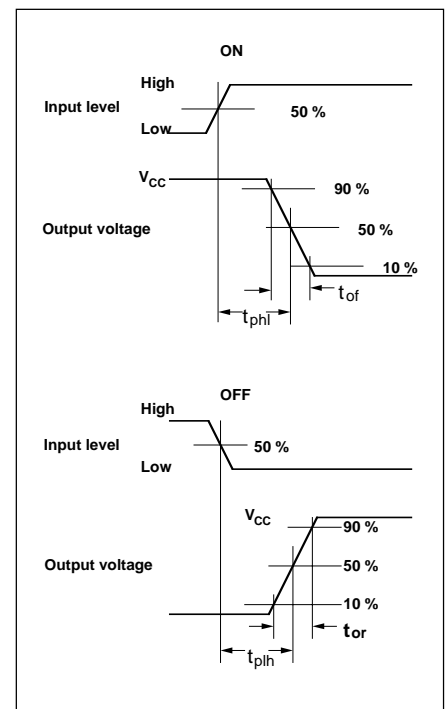 ON
High
Input level
50 %
Low
VCC
90 %
Output voltage
50 %
10 %
tof
tphl
OFF
High
Input level
50 %
Low
VCC
90 %
Output voltage
50 %
10 %
tor
tplh